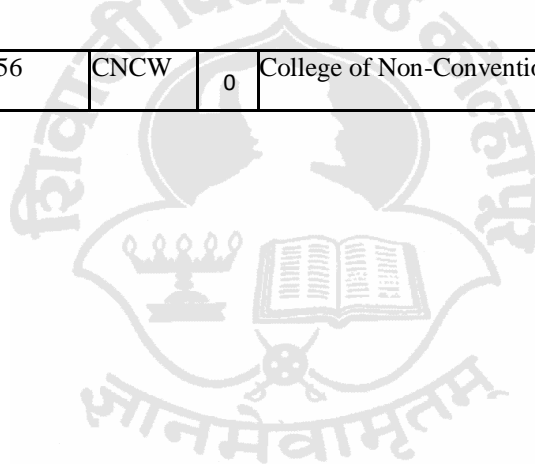 शिवाजी विद्यापीठ कोल्हापूर
56 CNCW 0 College of Non-Conventio
ज्ञानमेवामृतम्